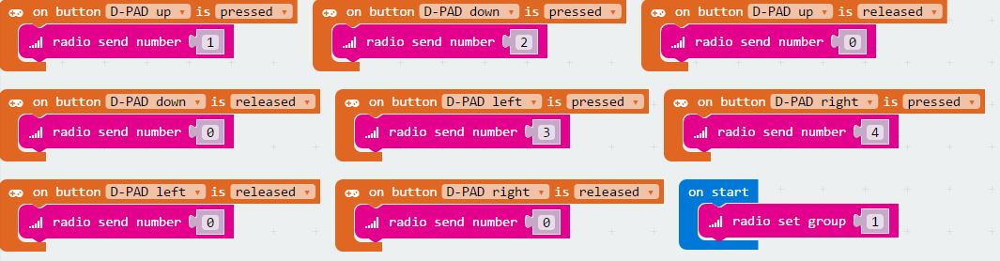 on button D-PAD up is pressed
radio send number 1
on button D-PAD down is pressed
radio send number 2
on button D-PAD up is released
radio send number 0
on button D-PAD down is released
radio send number 0
on button D-PAD left is pressed
radio send number 3
on button D-PAD right is pressed
radio send number 4
on button D-PAD left is released
radio send number 0
on button D-PAD right is released
radio send number 0
on start
radio set group 1